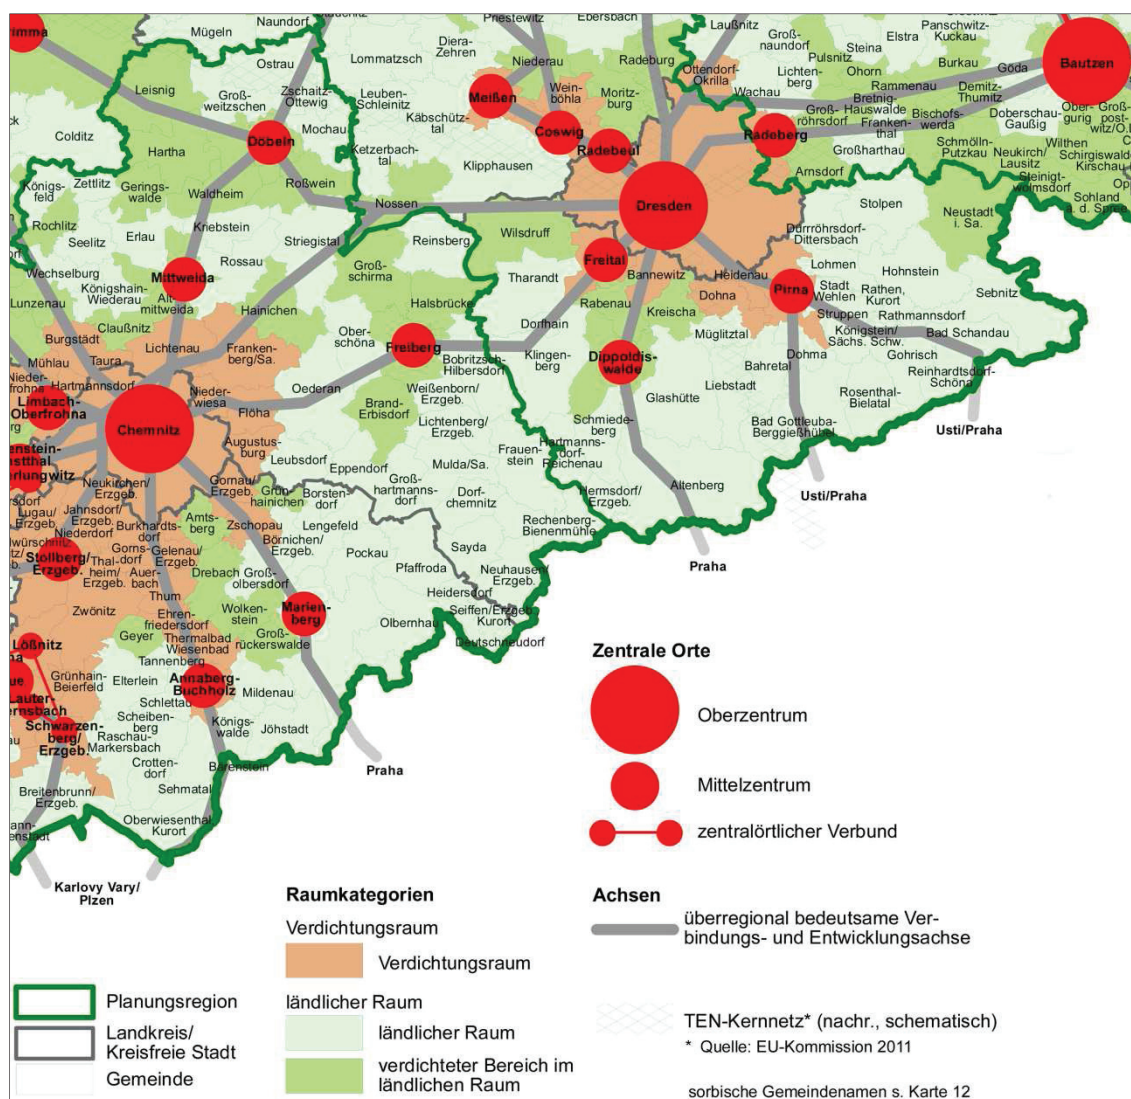 Naundorf
Mügeln
Ostrau
Leisnig
Zschaitz-
Ottewig
Groß-
weitzschen
Mochau
Döbeln
Colditz
Hartha
Zettlitz
Königs-
feld
Gerings-
walde
Waldheim
Roßwein
Rochlitz
Seelitz
Erlau
Kriebstein
Striegistal
Wechselburg
Mittweida
Rossau
Königshain-
Wiederau
Lunzenau
Alt
mittweida
Hainichen
Claußnitz
Burgstädt
Lichtenau
Franken-
berg/Sa.
Mühlau
Taura
Hartmannsdorf
Nieder-
wiesa
Limbach-
Oberfrohna
Chemnitz
Flöha
Oederan
Augustus-
burg
Leubsdorf
Lommatzsch
Leuben-
Schleinitz
Ketzerbach-
tal
Käbschütz-
tal
Klipphausen
Nossen
Reinsberg
Priestewitz
Ebersbach
Diera-
Zehren
Niederau
Radeburg
Meißen
Wein-
böhla
Moritz-
burg
Coswig
Radebeul
Ottendorf-
Okrilla
Laußnitz
Groß-
naundorf
Pulsnitz
Lichten-
berg
Wachau
Steina
Ohorn
Elstra
Panschwitz-
Kuckau
Burkau
Rammenau
Bretnig-
Hauswalde
Groß-
röhrsdorf
Franken-
thal
Großharthau
Radeberg
Arnsdorf
Göda
Bautzen
Demitz-
Thumitz
Bischofs-
werda
Doberschau-
Gaußig
Ober-
gurig
Schmölln-
Putzkau
Neukirch/
Lausitz
Wilthen
Schirgiswalde
Kirschau
Steinigt-
wolmsdorf
Sohland
a. d. Spree
Dresden
Wilsdruff
Freital
Bannewitz
Heidenau
Dohna
Pirna
Dürrröhrsdorf-
Dittersbach
Stolpen
Neustadt
i. Sa.
Lohmen
Hohnstein
Stadt
Wehlen
Rathen,
Kurort
Sebnitz
Struppen
Rathmannsdorf
Königstein/
Sächs. Schw.
Bad Schandau
Gohrisch
Reinhardtsdorf-
Schöna
Rosenthal-
Bielatal
Dohma
Bahretal
Bad Gottleuba-
Berggießhübel
Müglitztal
Liebstadt
Glashütte
Altenberg
Tharandt
Rabenau
Kreischa
Dorfhain
Klingen-
berg
Dippoldis-
walde
Schmiede-
berg
Hartmanns-
dorf-
Reichenau
Hermsdorf/
Erzgeb.
Groß-
schirma
Halsbrücke
Ober-
schöna
Freiberg
Bobritzsch-
Hilbersdorf
Weißenborn/
Erzgeb.
Brand-
Erbisdorf
Lichtenberg/
Erzgeb.
Frauen-
stein
Mulda/Sa.
Eppendorf
Groß-
hartmanns-
dorf
Dorf-
chemnitz
Rechenberg-
Bienenmühle
Sayda
Neuhausen/
Erzgeb.
Gornau/
Erzgeb.
Grün-
hainichen
Borsten-
dorf
Lengefeld
Neukirchen/
Erzgeb.
Jahnsdorf/
Erzgeb.
Lugau/
Erzgeb.
Niederdorf
Burkhardts-
dorf
Amts-
berg
Zschopau
Börnichen/
Erzgeb.
Pockau
Pfaffroda
Heidersdorf
Seiffen/Erzgeb.
Kurort
Deutschneudorf
Olbernhau
Stollberg/
Erzgeb.
Gorns-
dorf
Thal-
heim/
Erzgeb.
Auer-
bach
Gelenau/
Erzgeb.
Drebach
Groß-
olbersdorf
Thum
Zwönitz
Ehren-
friedersdorf
Wolken-
stein
Marien-
berg
Groß-
rückerswalde
Geyer
Thermalbad
Wiesenbad
Tannenberg
Lößnitz
Grünhain-
Beierfeld
Elterlein
Annaberg-
Buchholz
Mildenau
Schlettau
Scheiben-
berg
Schwarzen-
berg/
Erzgeb.
Raschau-
Markersbach
Königs-
walde
Jöhstadt
Crotten-
dorf
Bärenstein
Sehmatal
Breitenbrunn/
Erzgeb.
Oberwiesenthal
Kurort
Karlovy Vary/
Plzen
Praha
Praha
Usti/Praha
Usti/Praha
Zentrale Orte
Oberzentrum
Mittelzentrum
zentralörtlicher Verbund
Achsen
überregional bedeutsame Ver-
bindungs- und Entwicklungsachse
TEN-Kernnetz* (nachr., schematisch)
* Quelle: EU-Kommission 2011
sorbische Gemeindenamen s. Karte 12
Raumkategorien
Verdichtungsraum
Verdichtungsraum
ländlicher Raum
ländlicher Raum
verdichteter Bereich im
ländlichen Raum
Planungsregion
Landkreis/
Kreisfreie Stadt
Gemeinde